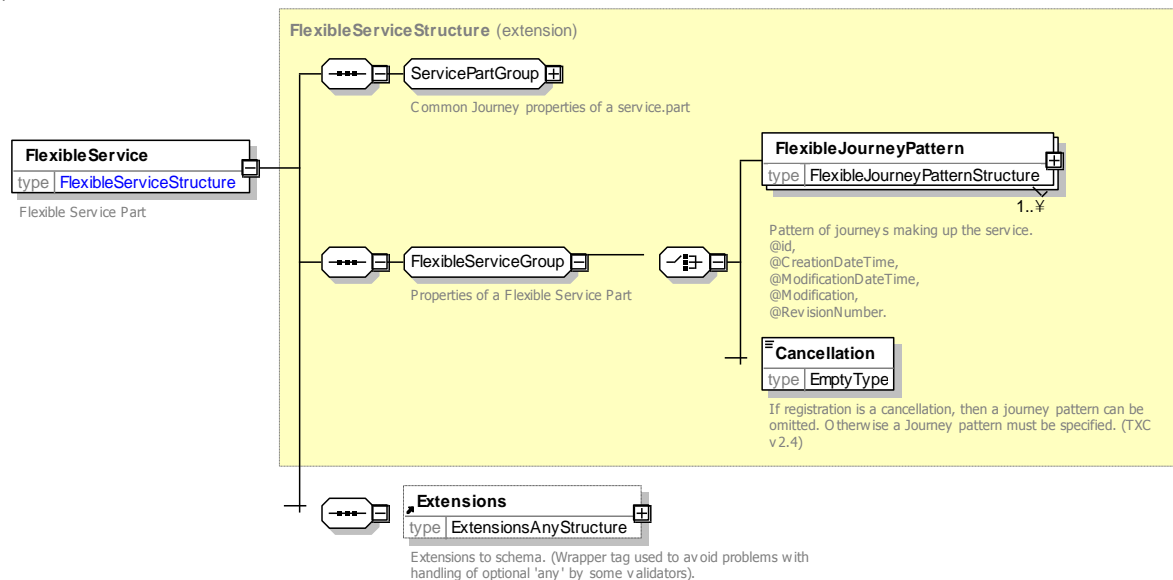 FlexibleServiceStructure (extension)
ServicePartGroup
Common Journey properties of a service.part
FlexibleService
type FlexibleServiceStructure
Flexible Service Part
FlexibleJourneyPattern
type FlexibleJourneyPatternStructure
1..¥
FlexibleServiceGroup
Properties of a Flexible Service Part
Pattern of journeys making up the service.
@id,
@CreationDateTime,
@ModificationDateTime,
@Modification,
@RevisionNumber.
Cancellation
type EmptyType
If registration is a cancellation, then a journey pattern can be
omitted. Otherwise a Journey pattern must be specified. (TXC
v2.4)
Extensions
type ExtensionsAnyStructure
Extensions to schema. (Wrapper tag used to avoid problems with
handling of optional 'any' by some validators).